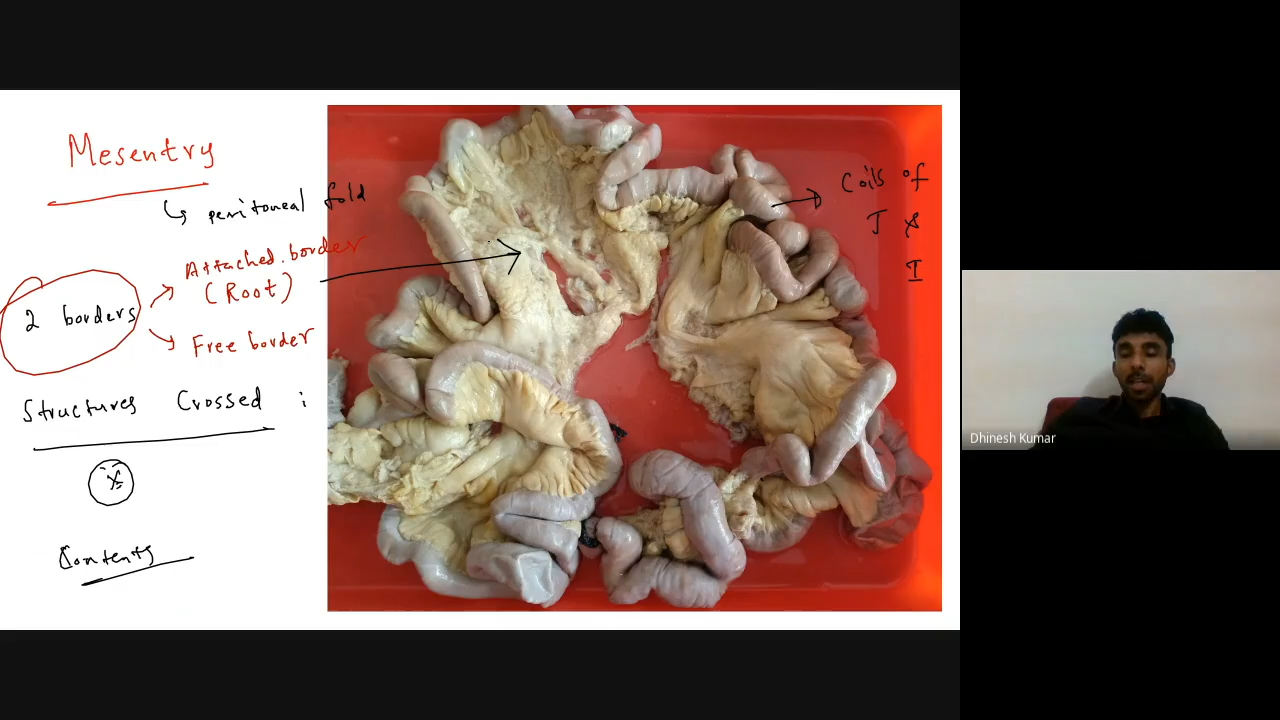 Mesentry
peritoneal fold
Attached border
(Root)
2 borders
Free border
Structures Crossed :
Contents
Coils of
J &
I
Dhinesh Kumar